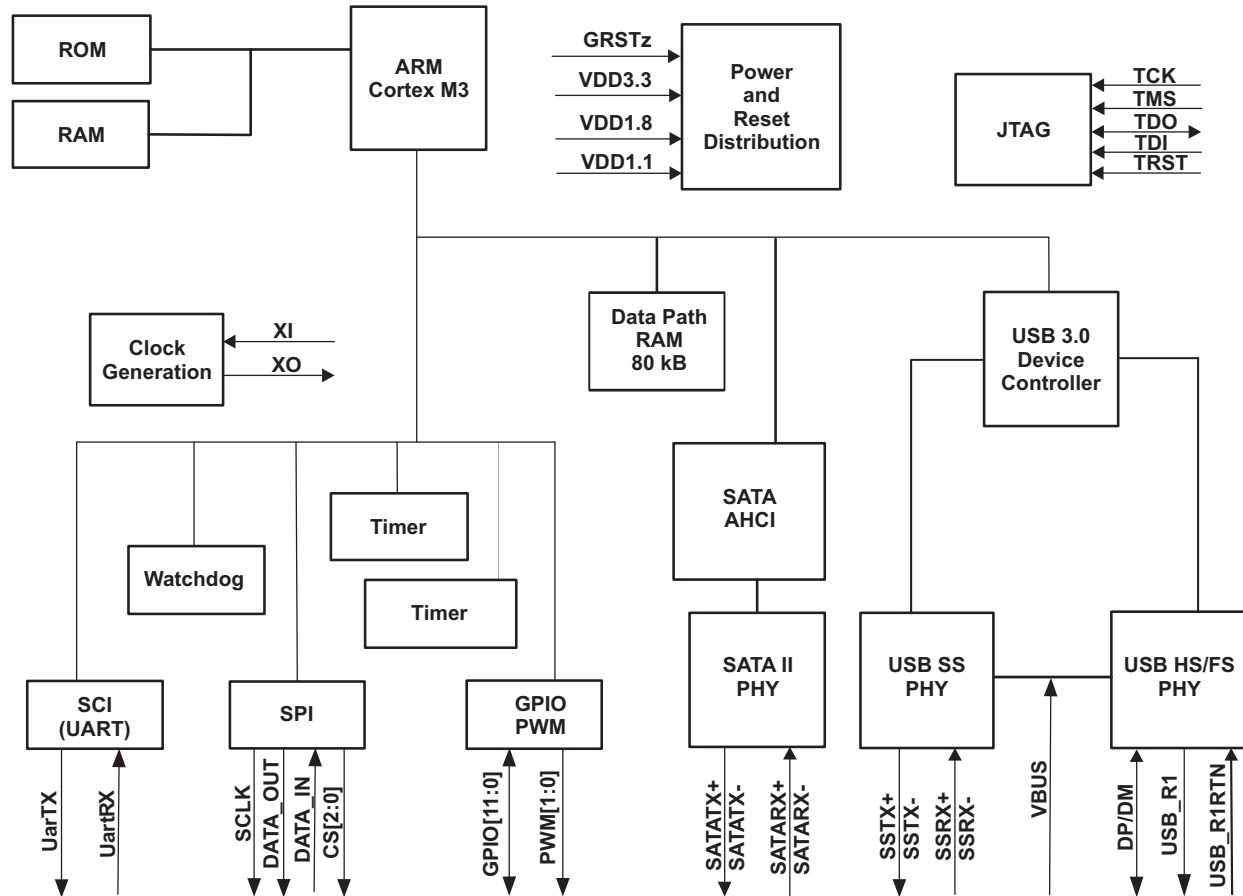 ROM
RAM
ARM
Cortex M3
GRSTz
VDD3.3
VDD1.8
VDD1.1
Power
and
Reset
Distribution
JTAG
TCK
TMS
TDO
TDI
TRST
Clock
Generation
XI
XO
Data Path
RAM
80 kB
USB 3.0
Device
Controller
SATA
AHCI
Timer
Watchdog
Timer
SCI
(UART)
SPI
GPIO
PWM
SATA II
PHY
USB SS
PHY
USB HS/FS
PHY
UarTX
UartRX
SCLK
DATA_OUT
DATA_IN
CS[2:0]
GPIO[11:0]
PWM[1:0]
SATATX+
SATATX-
SATARX+
SATARX-
SSTX+
SSTX-
SSRX+
SSRX-
VBUS
DP/DM
USB_R1
USB_R1RTN